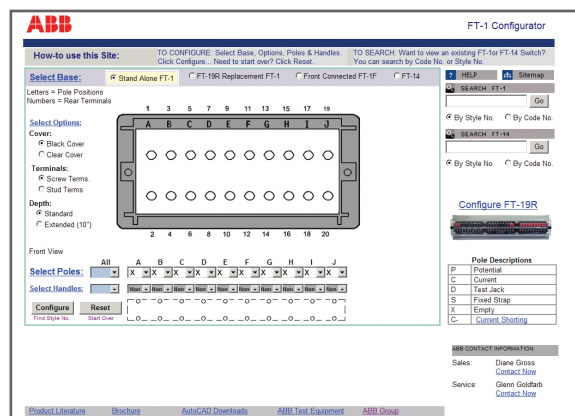 ABB
FT-1 Configurator
How-to use this Site:
TO CONFIGURE: Select Base, Options, Poles & Handles.
Click Configure... Need to start over? Click Reset.
TO SEARCH: Want to view an existing FT-1or FT-14 Switch?
You can search by Code No. or Style No.
Select Base:
Stand Alone FT-1
FT-19R Replacement FT-1
Front Connected FT-1F
FT-14
? HELP
Sitemap
Letters = Pole Positions
Numbers = Rear Terminals
SEARCH FT-1
Go
By Style No.
By Code No.
SEARCH FT-14
Go
By Style No.
By Code No.
1 3 5 7 9 11 13 15 17 19
A B C D E F G H I J
2 4 6 8 10 12 14 16 18 20
Select Options:
Cover:
Black Cover
Clear Cover
Terminals:
Screw Terms.
Stud Terms
Depth:
Standard
Extended (10")
Front View
All A B C D E F G H I J
Select Poles:
X X X X X X X X X X
Select Handles:
Non Non Non Non Non Non Non Non Non Non
Configure
Reset
Find Style No.
Start Over
Configure FT-19R
Pole Descriptions
P Potential
C Current
D Test Jack
S Fixed Strap
X Empty
C- Current Shorting
ABB CONTACT INFORMATION
Sales: Diane Gross
Contact Now
Service: Glenn Goldfarb
Contact Now
Product Literature
Brochure
AutoCAD Downloads
ABB Test Equipment
ABB Group